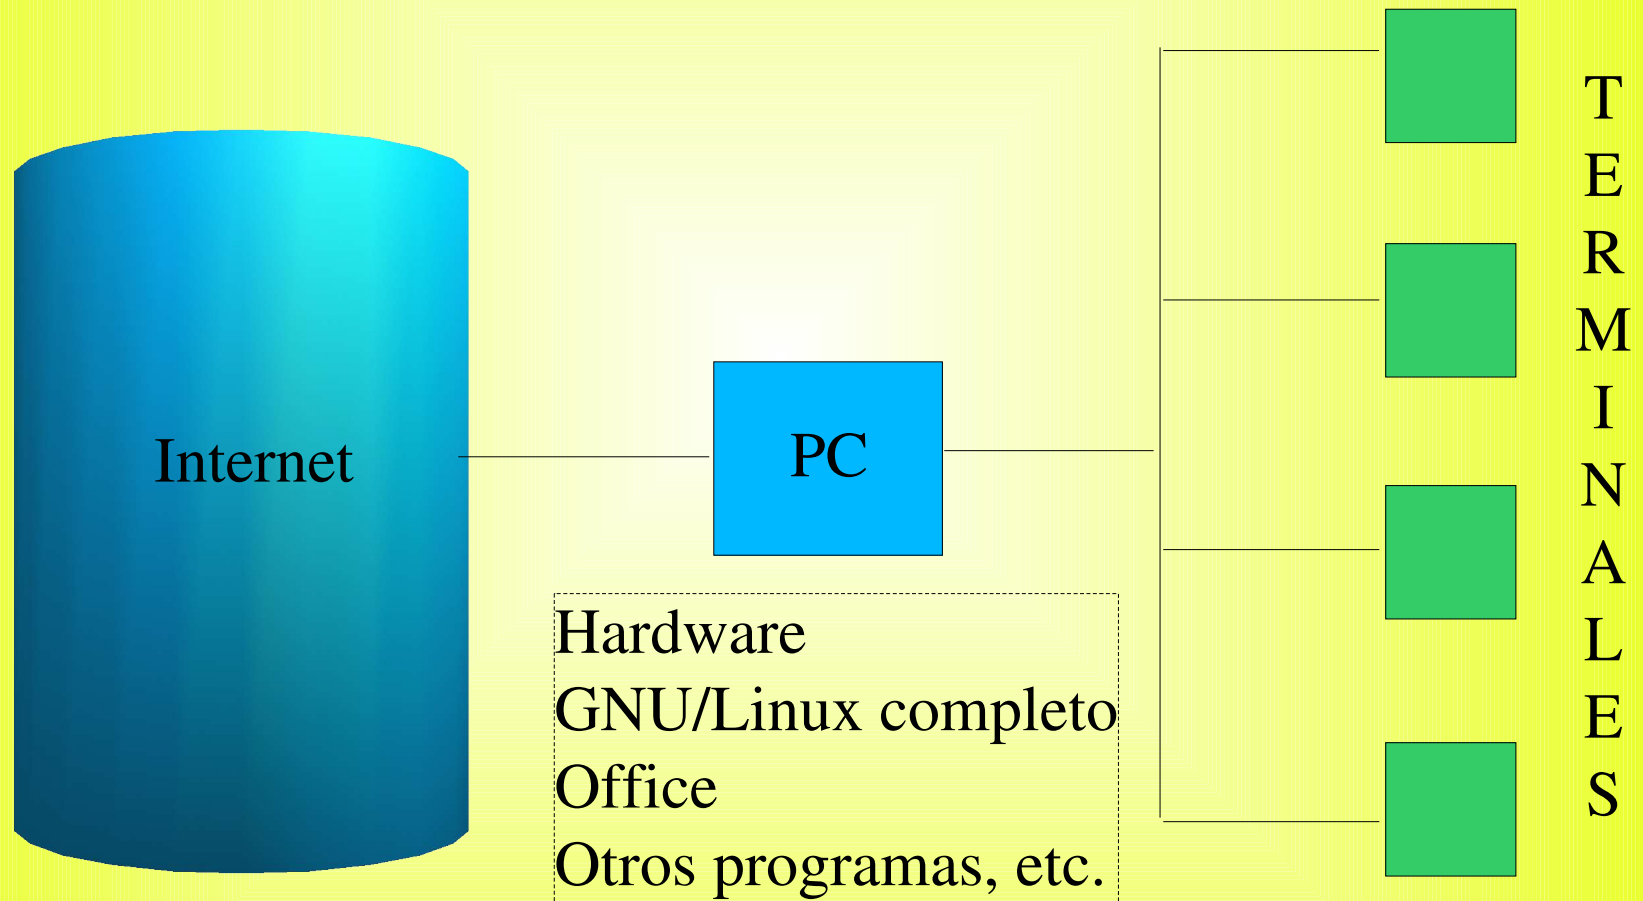 Internet
PC
Hardware
GNU/Linux completo
Office
Otros programas, etc.
T
E
R
M
I
N
A
L
E
S